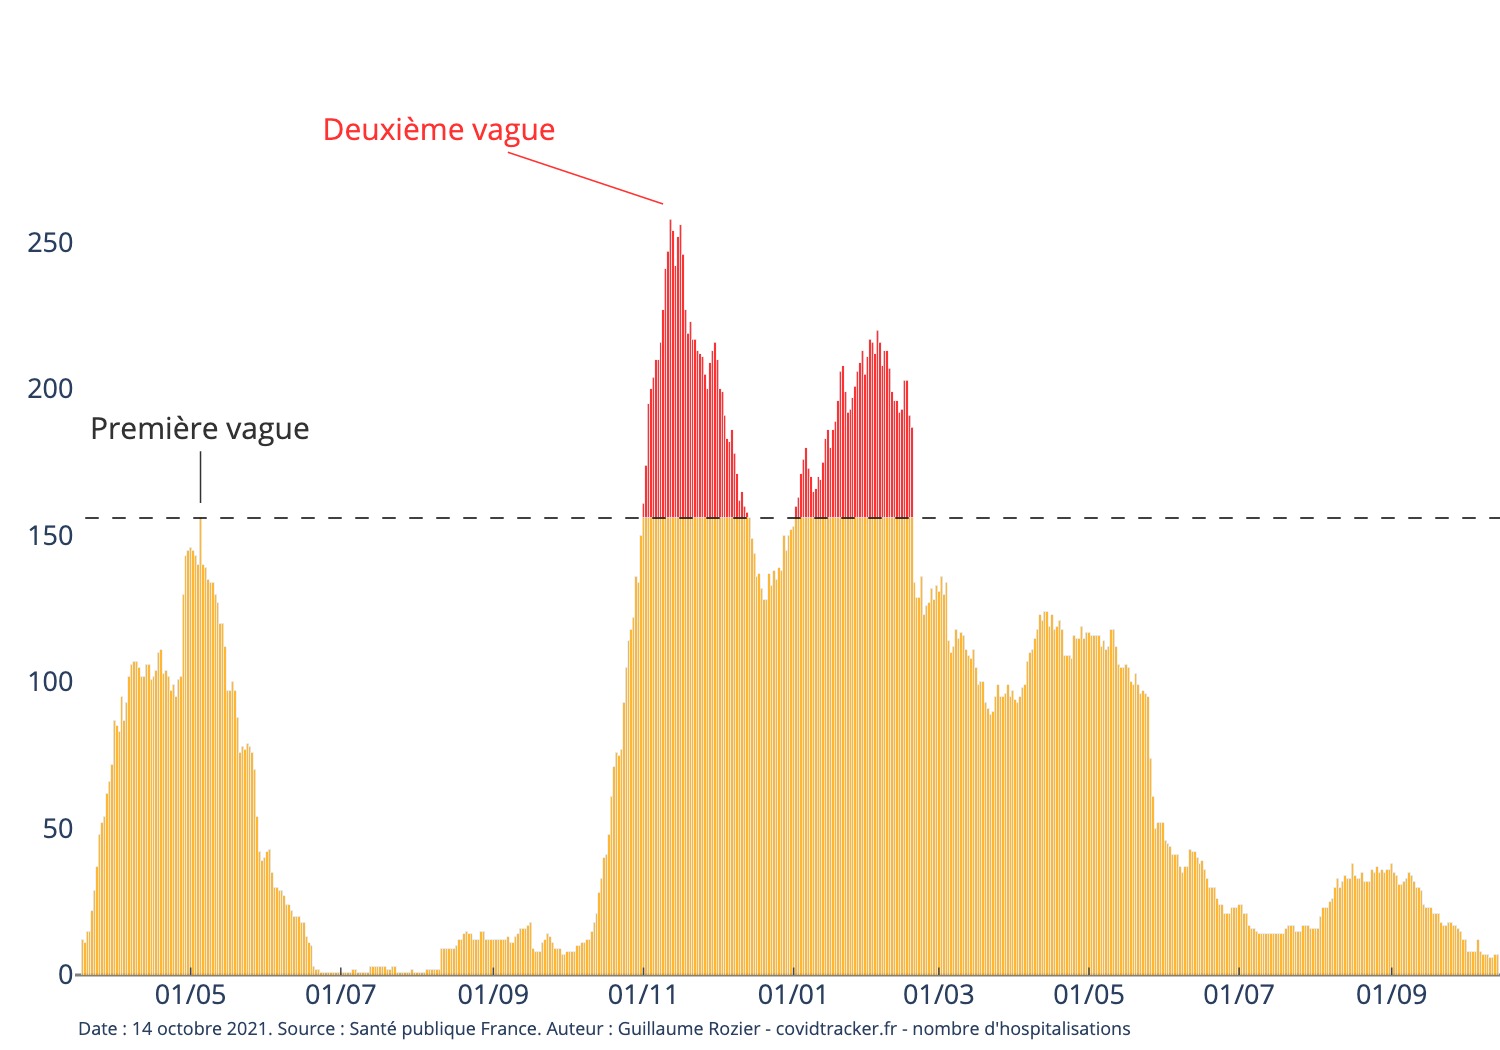 Deuxième vague
250
200
Première vague
150
100
50
0
01/05 01/07 01/09 01/11 01/01 01/03 01/05 01/07 01/09
Date : 14 octobre 2021. Source : Santé publique France. Auteur : Guillaume Rozier - covidtracker.fr - nombre d'hospitalisations